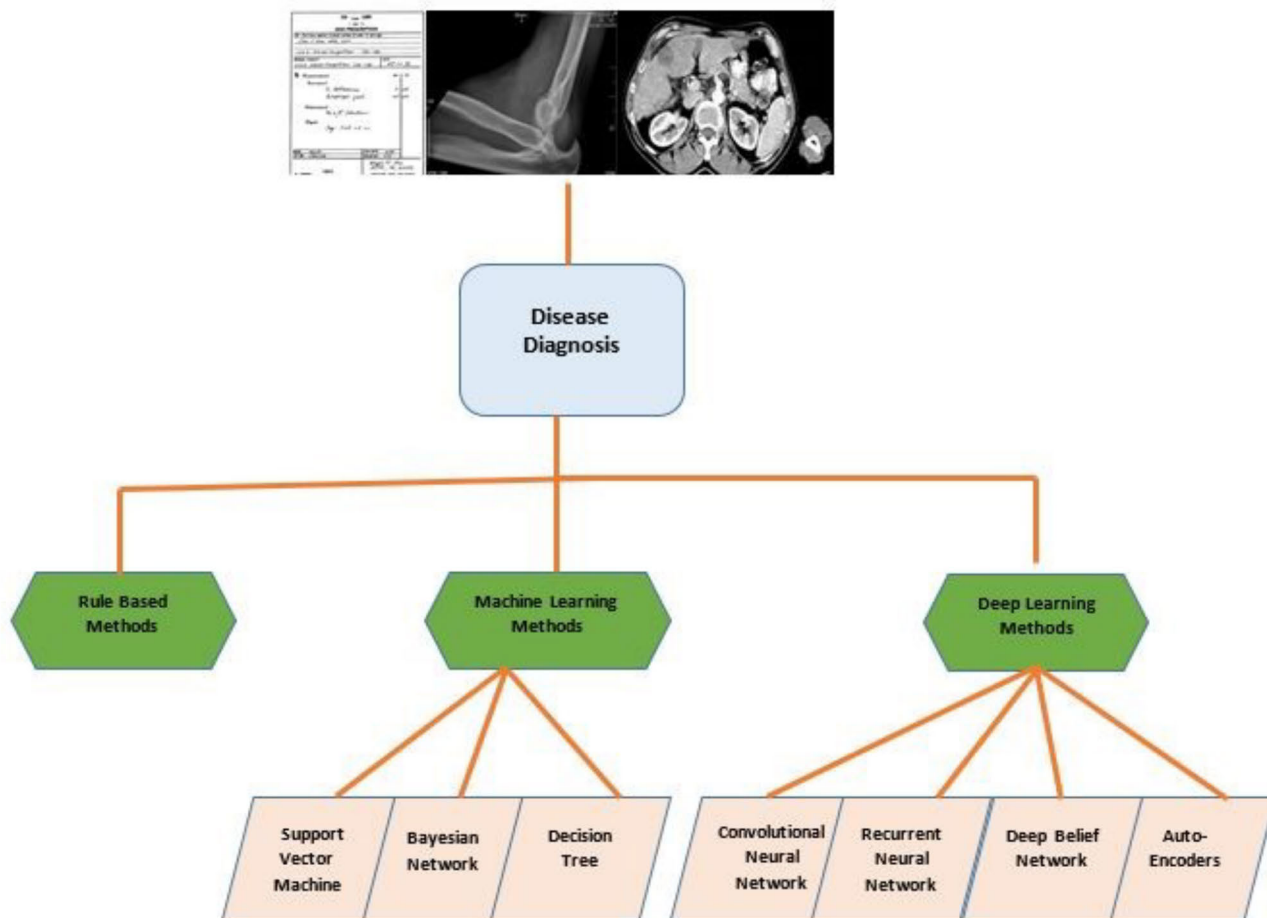 Disease
Diagnosis
Rule Based
Methods
Machine Learning
Methods
Deep Learning
Methods
Support
Vector
Machine
Bayesian
Network
Decision
Tree
Convolutional
Neural
Network
Recurrent
Neural
Network
Deep Belief
Network
Auto-
Encoders